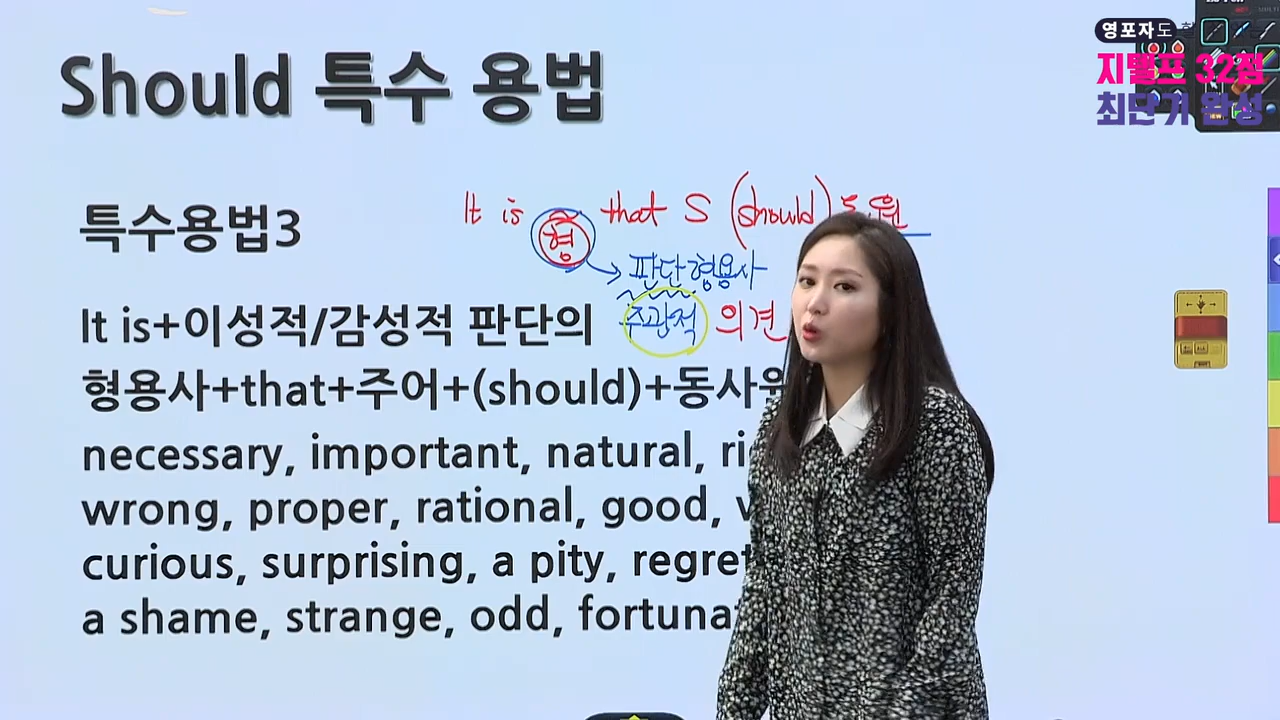 영포자도
지텔프 32점
최단기 완성
Should 특수 용법
특수용법3
It is 형 that S (should)
판단형용사
주관적 의견
It is+이성적/감성적 판단의
형용사+that+주어+(should)+동사원
necessary, important, natural, ri
wrong, proper, rational, good,
curious, surprising, a pity, regret
a shame, strange, odd, fortuna